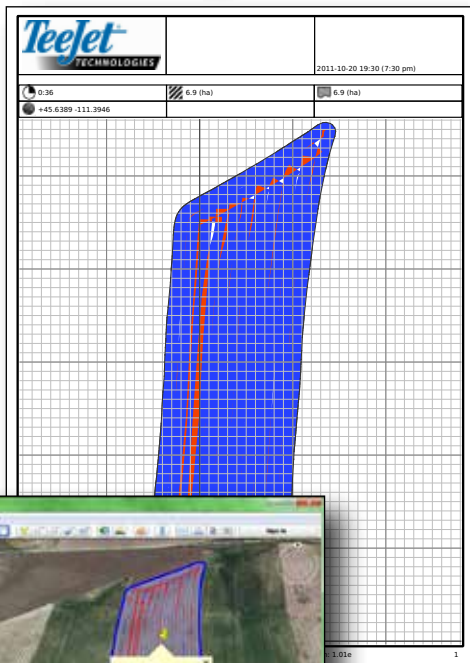 TeeJet
TECHNOLOGIES
2011-10-20 19:30 (7:30 pm)
0:36
6.9 (ha)
6.9 (ha)
+45.6389 -111.3946
1.01e
1